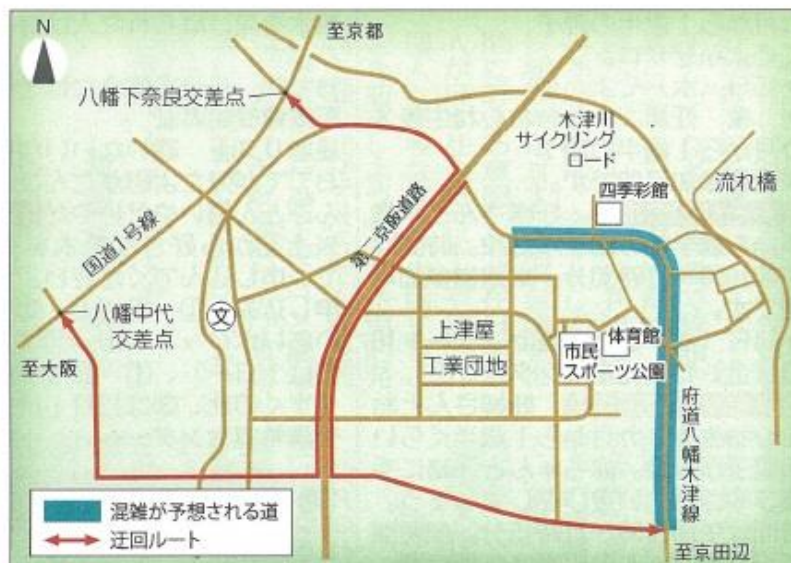 N
至京都
八幡下奈良交差点
木津川
サイクリング
ロード
四季彩館
流れ橋
国道1号線
第二京阪道路
八幡中代
交差点
文
至大阪
上津屋
工業団地
体育館
市民
スポーツ公園
府道八幡木津線
混雑が予想される道
迂回ルート
至京田辺